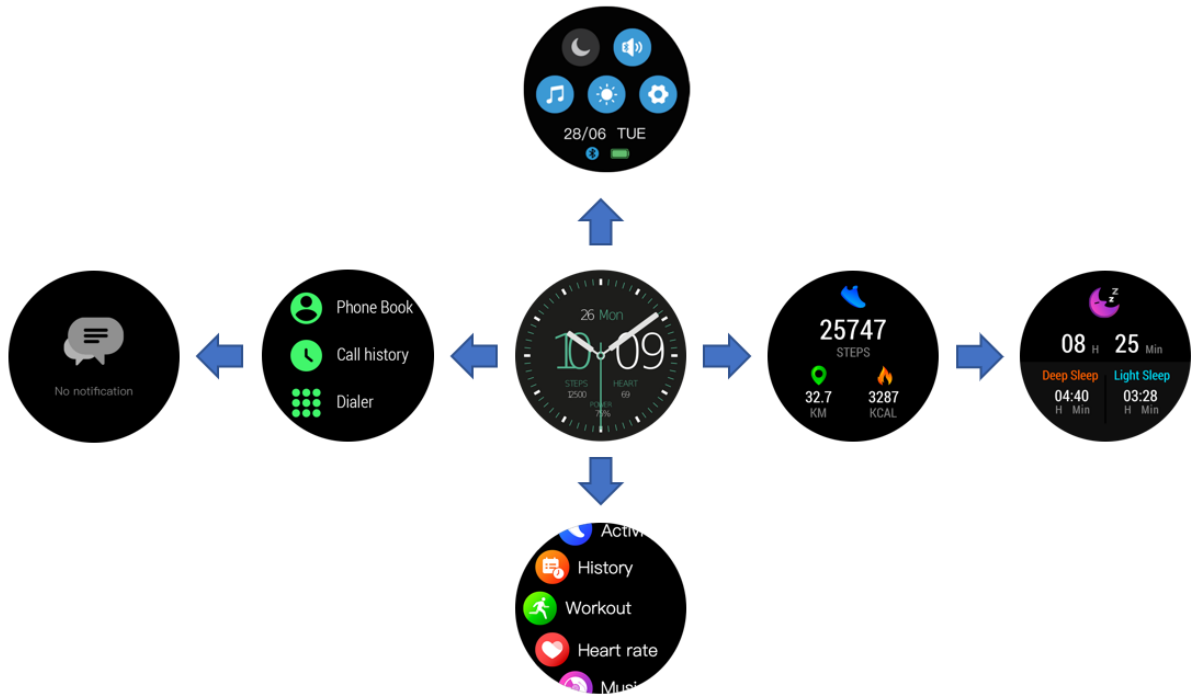 28/06 TUE
No notification
Phone Book
Call history
Dialer
26 Mon
10 09
STEPS HEART
12500 69
POWER
75%
25747
STEPS
32.7 3287
KM KCAL
z
z
08 H 25 Min
Deep Sleep Light Sleep
04:40 03:28
H Min H Min
Activi
History
Workout
Heart rate
Musi